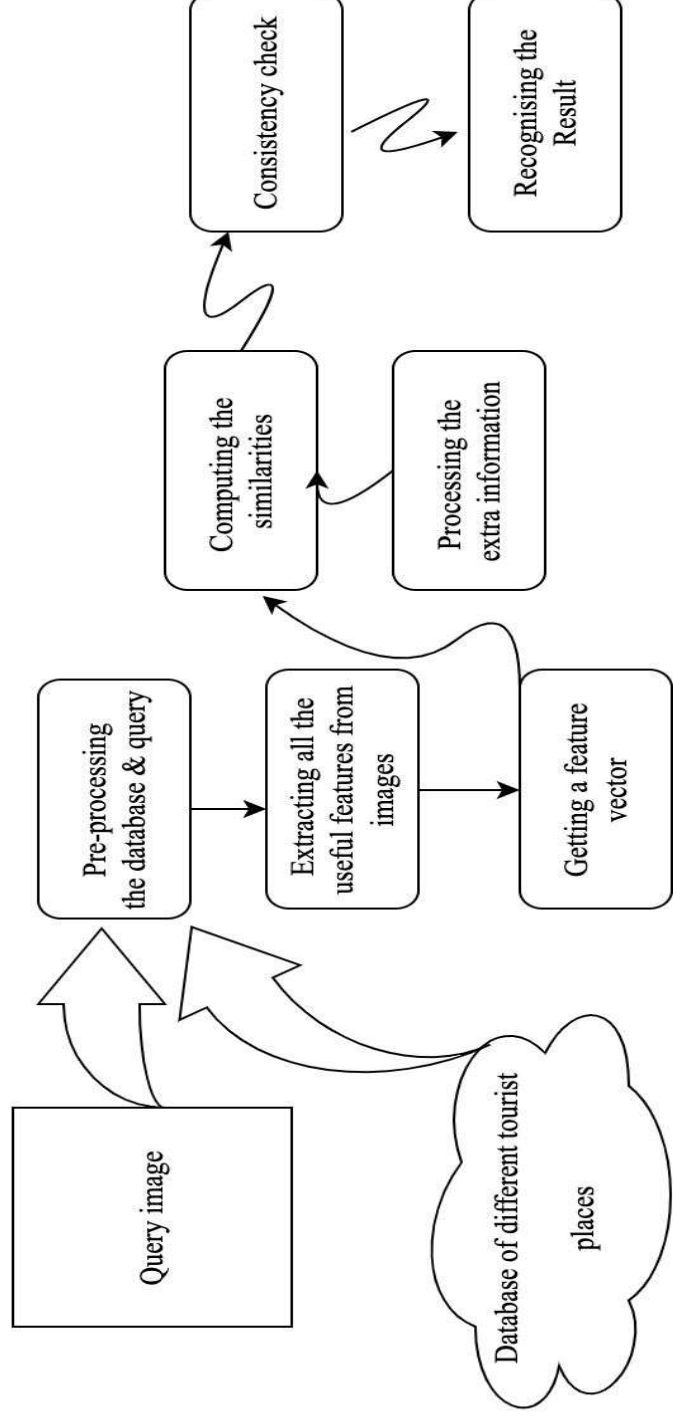 Query image
Database of different tourist
places
Pre-processing
the database & query
Extracting all the
useful features from
images
Getting a feature
vector
Computing the
similarities
Processing the
extra information
Consistency check
Recognising the
Result